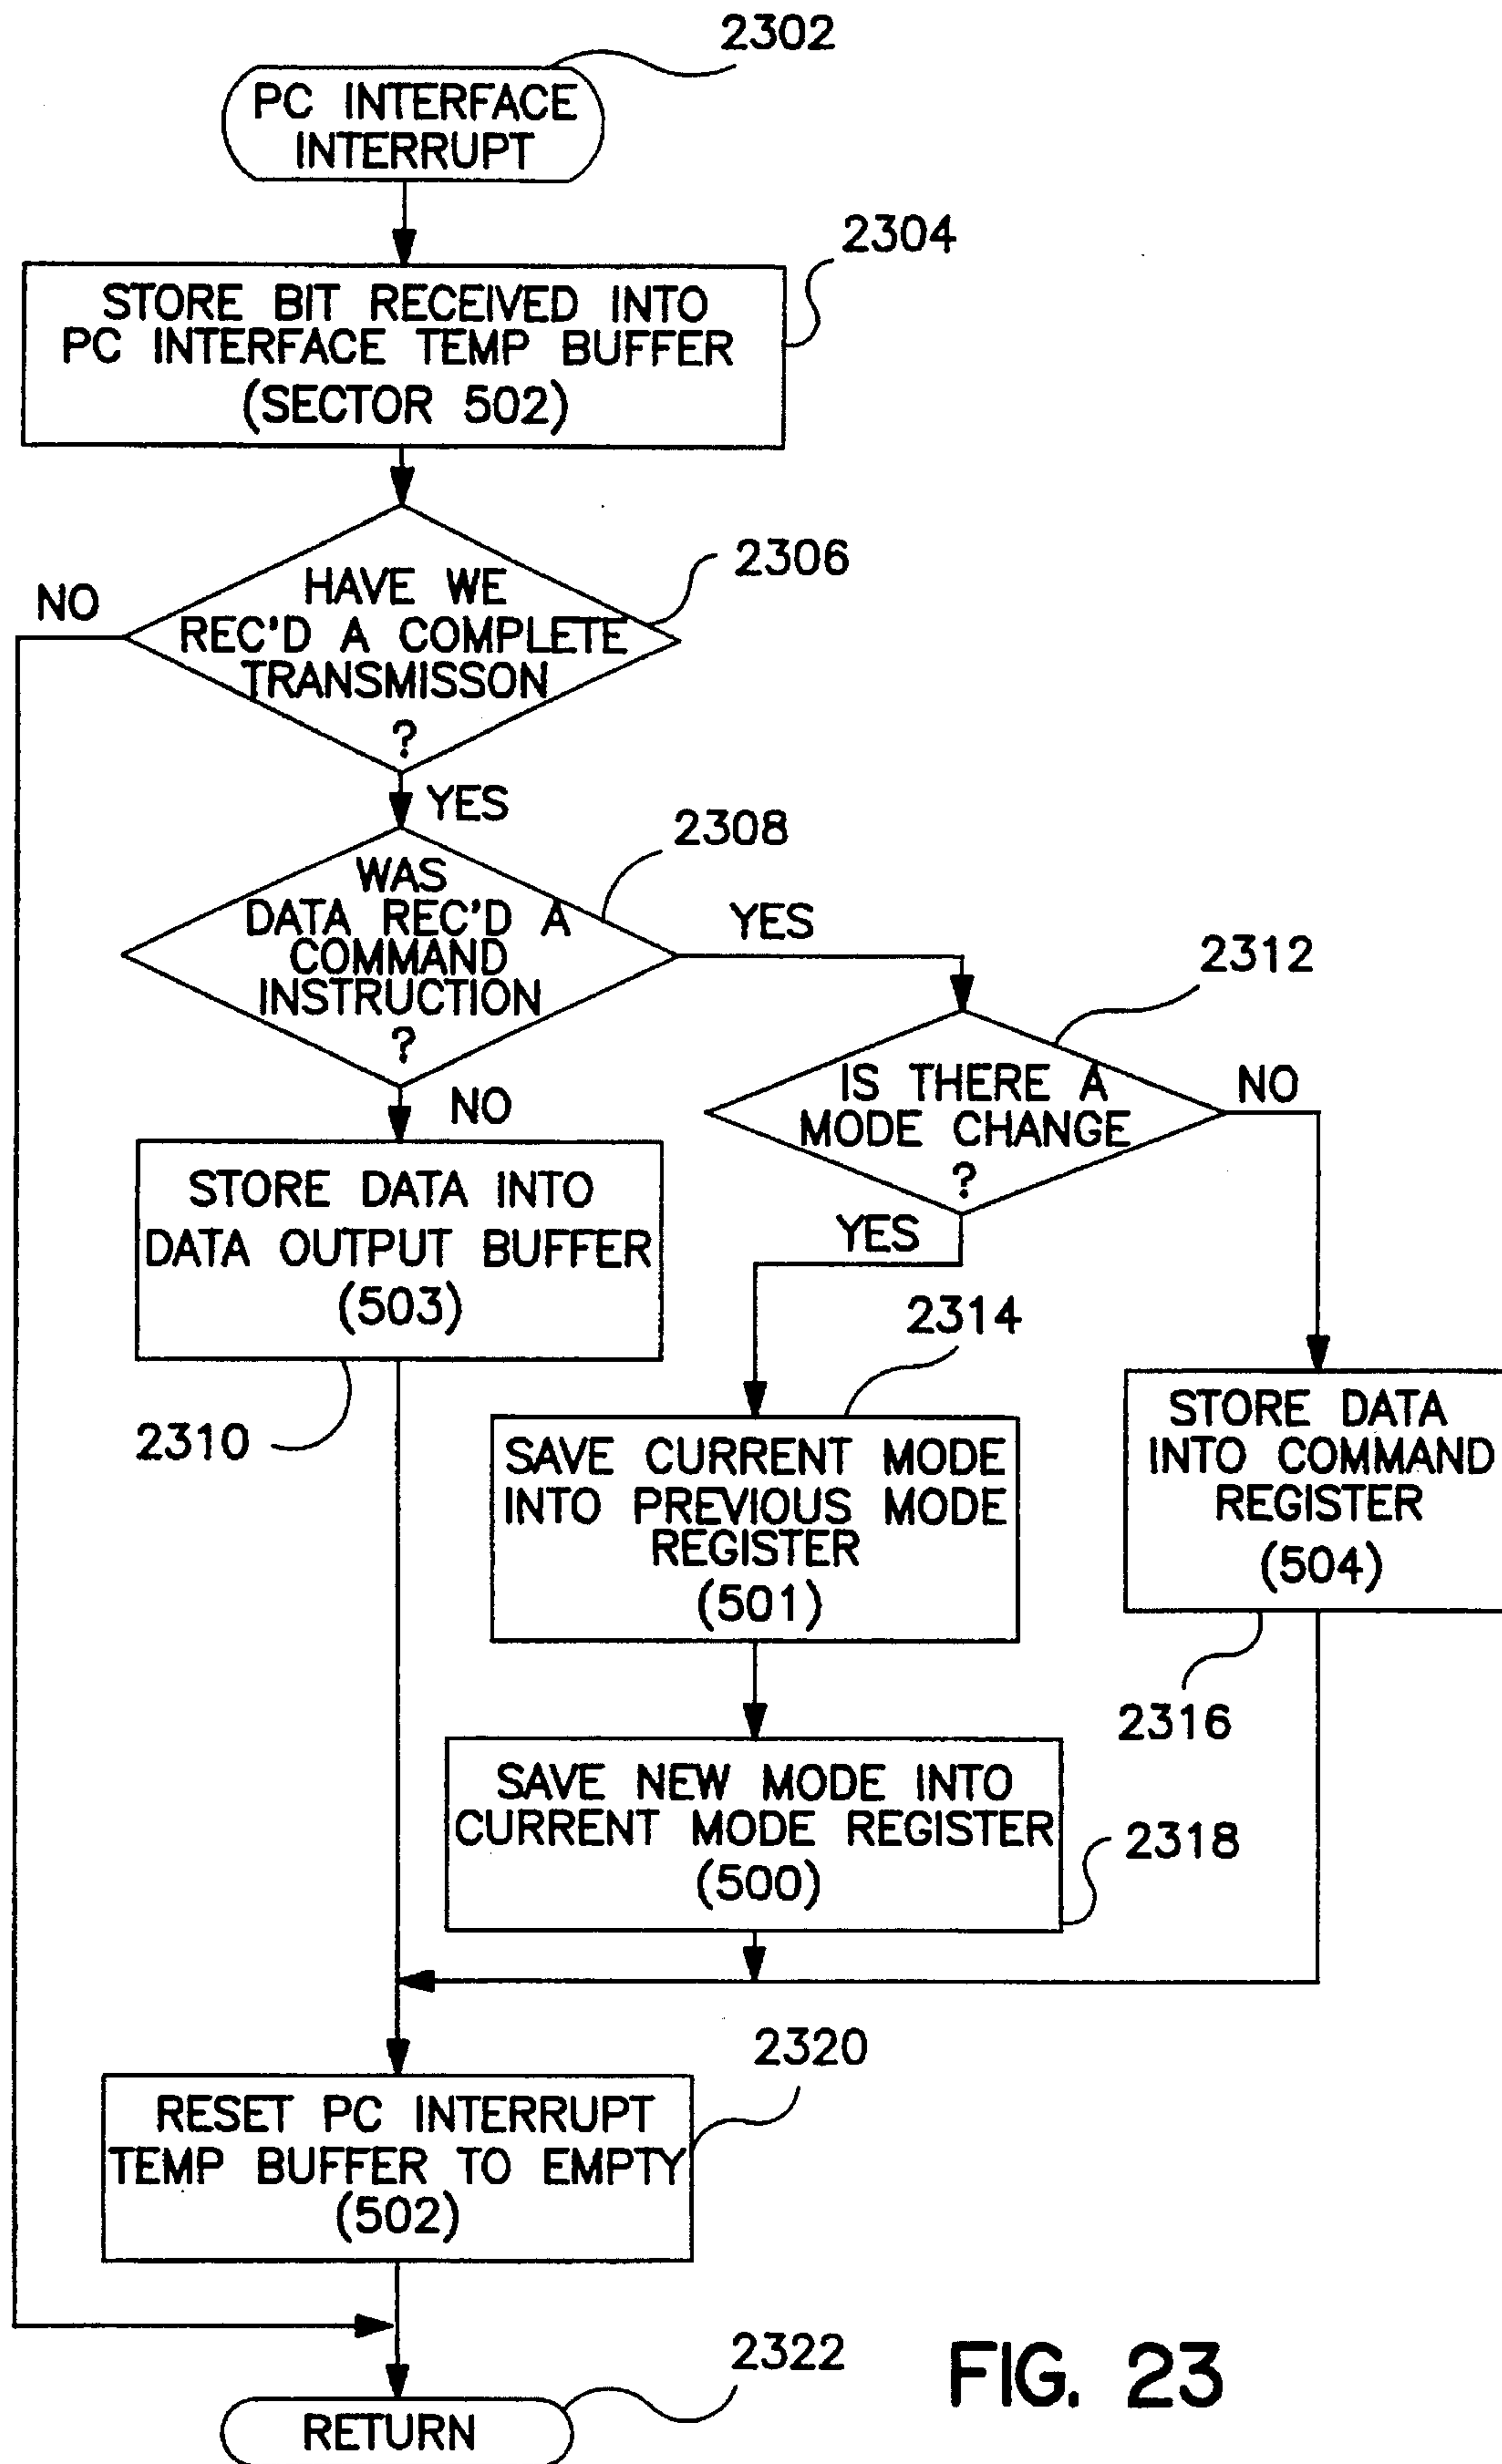 2302
PC INTERFACE
INTERRUPT
2304
STORE BIT RECEIVED INTO
PC INTERFACE TEMP BUFFER
(SECTOR 502)
2306
NO
HAVE WE
REC'D A COMPLETE
TRANSMISSON
?
YES
2308
WAS
DATA REC'D A
COMMAND
INSTRUCTION
?
YES
2312
NO
IS THERE A
MODE CHANGE
?
NO
YES
STORE DATA INTO
DATA OUTPUT BUFFER
(503)
2310
2314
SAVE CURRENT MODE
INTO PREVIOUS MODE
REGISTER
(501)
STORE DATA
INTO COMMAND
REGISTER
(504)
2316
SAVE NEW MODE INTO
CURRENT MODE REGISTER
(500)
2318
2320
RESET PC INTERRUPT
TEMP BUFFER TO EMPTY
(502)
2322
RETURN
FIG. 23